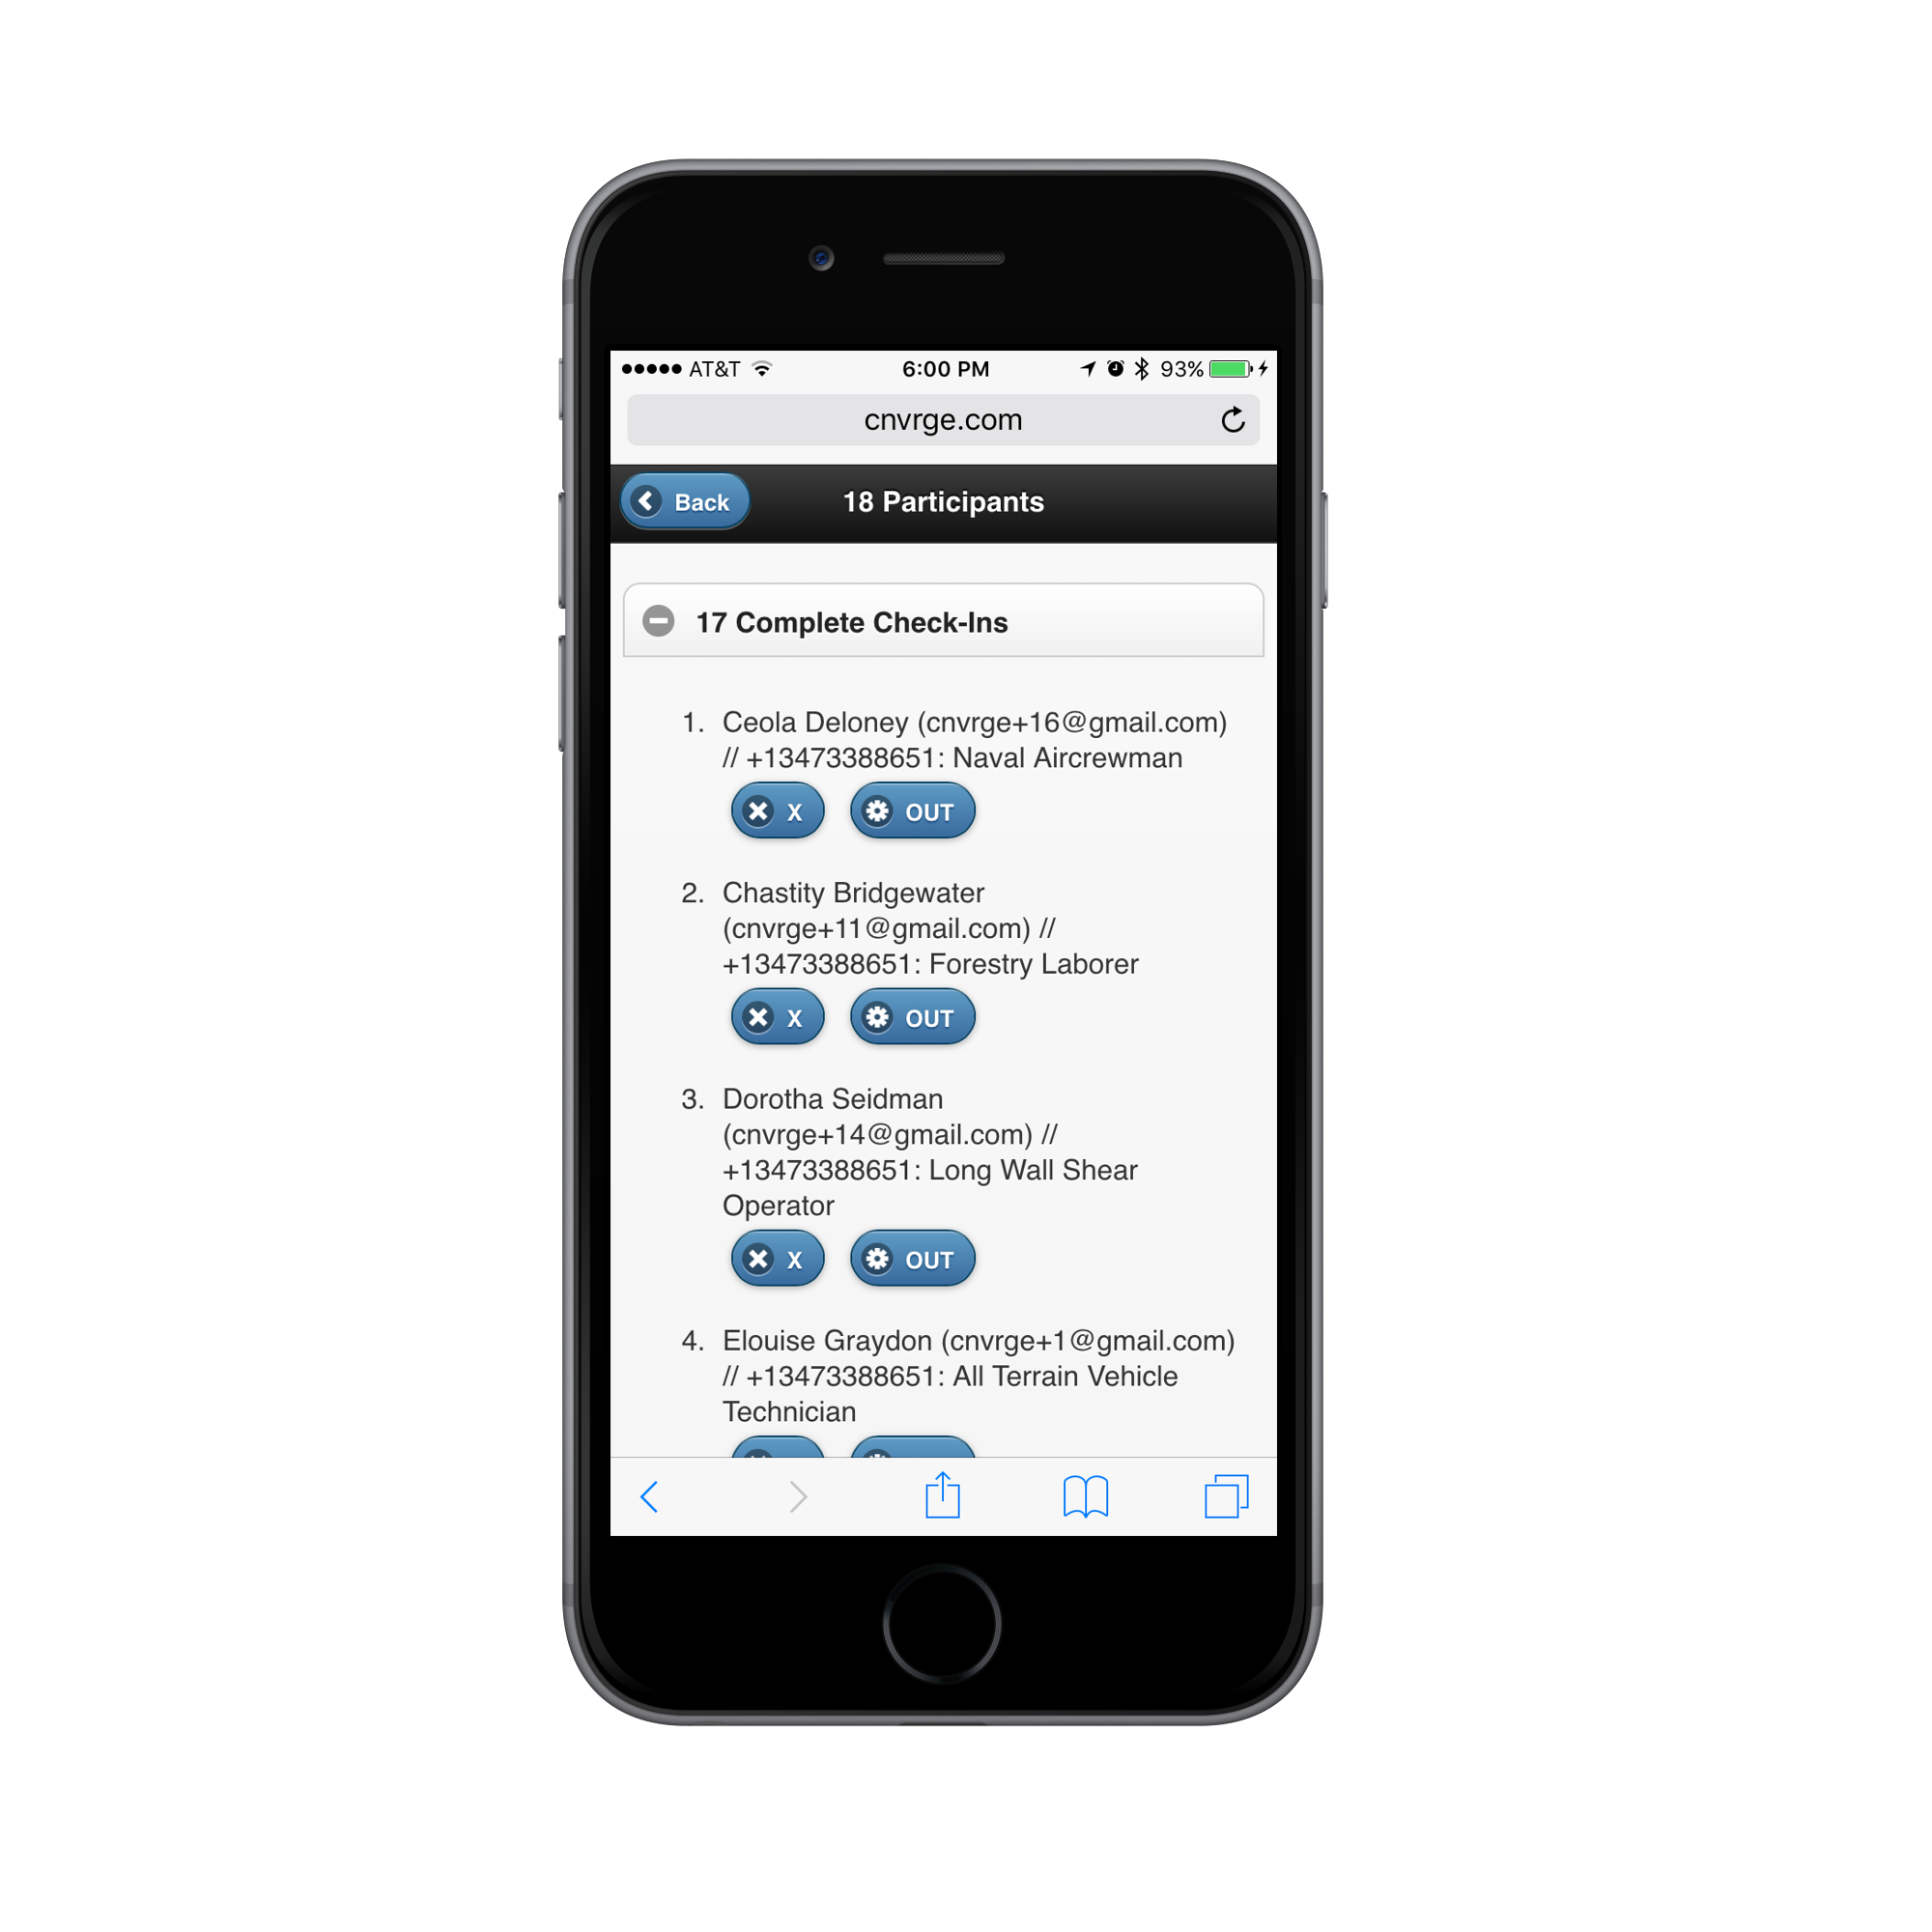 AT&T 6:00 PM 93%
cnvrge.com
Back 18 Participants
17 Complete Check-Ins
1. Ceola Deloney (cnvrge+16@gmail.com)
// +13473388651: Naval Aircrewman
X OUT
2. Chastity Bridgewater
(cnvrge+11@gmail.com) //
+13473388651: Forestry Laborer
X OUT
3. Dorotha Seidman
(cnvrge+14@gmail.com) //
+13473388651: Long Wall Shear
Operator
X OUT
4. Elouise Graydon (cnvrge+1@gmail.com)
// +13473388651: All Terrain Vehicle
Technician